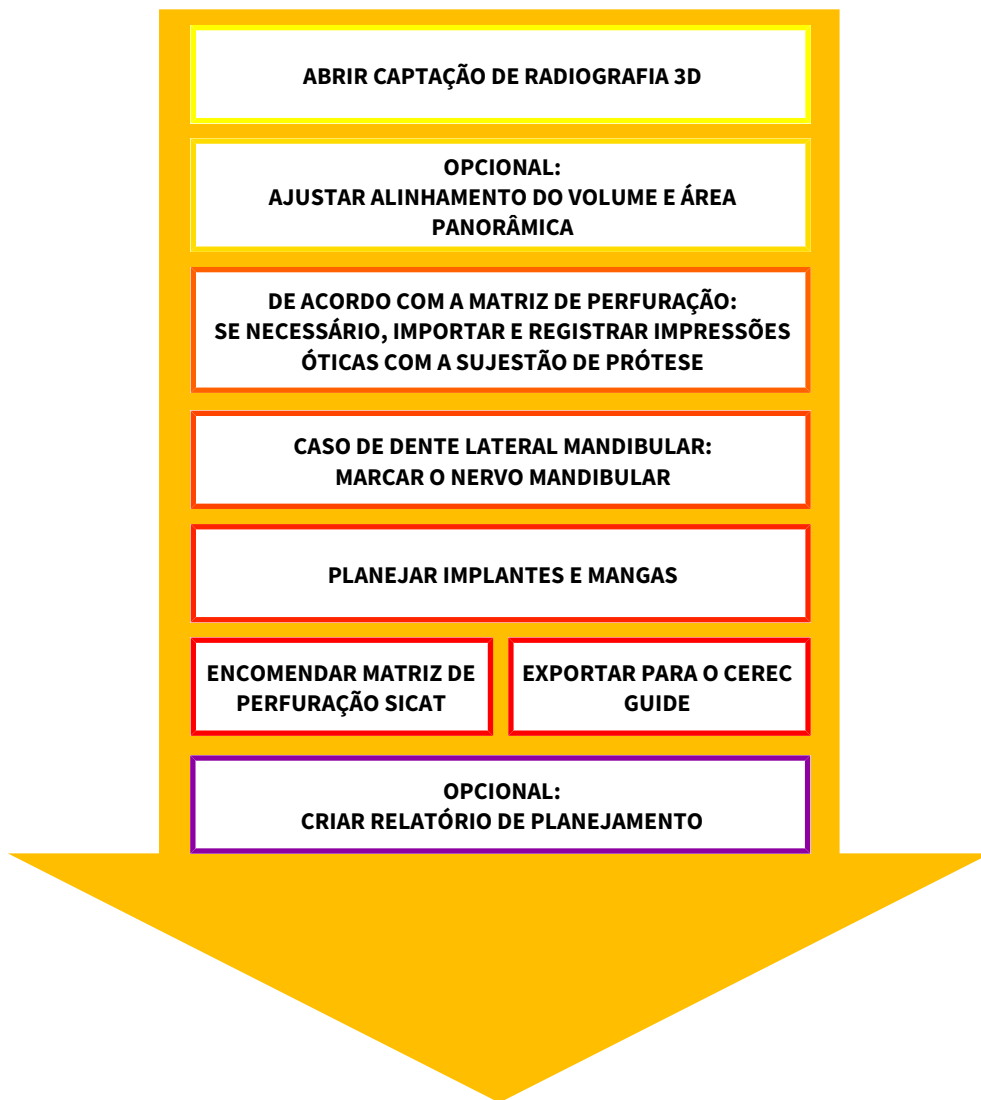 ABRIR CAPTAÇÃO DE RADIOGRAFIA 3D
OPCIONAL:
AJUSTAR ALINHAMENTO DO VOLUME E ÁREA
PANORÂMICA
DE ACORDO COM A MATRIZ DE PERFURAÇÃO:
SE NECESSÁRIO, IMPORTAR E REGISTRAR IMPRESSÕES
ÓTICAS COM A SUJESTÃO DE PRÓTESE
CASO DE DENTE LATERAL MANDIBULAR:
MARCAR O NERVO MANDIBULAR
PLANEJAR IMPLANTES E MANGAS
ENCOMENDAR MATRIZ DE
PERFURAÇÃO SICAT
EXPORTAR PARA O CEREC
GUIDE
OPCIONAL:
CRIAR RELATÓRIO DE PLANEJAMENTO